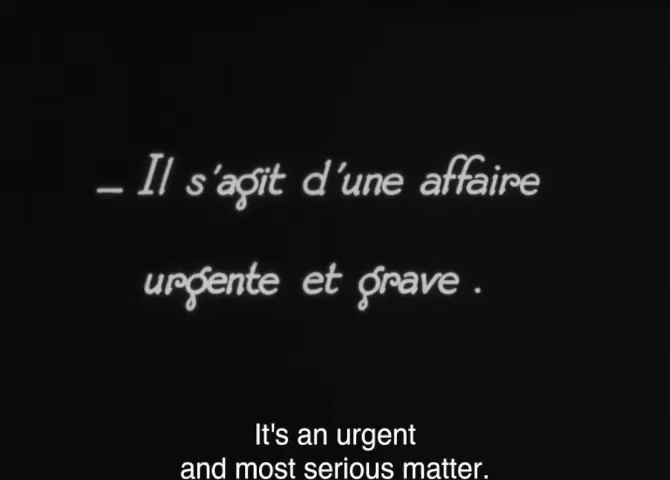 – Il s'agit d'une affaire
urgente et grave .
It's an urgent
and most serious matter.